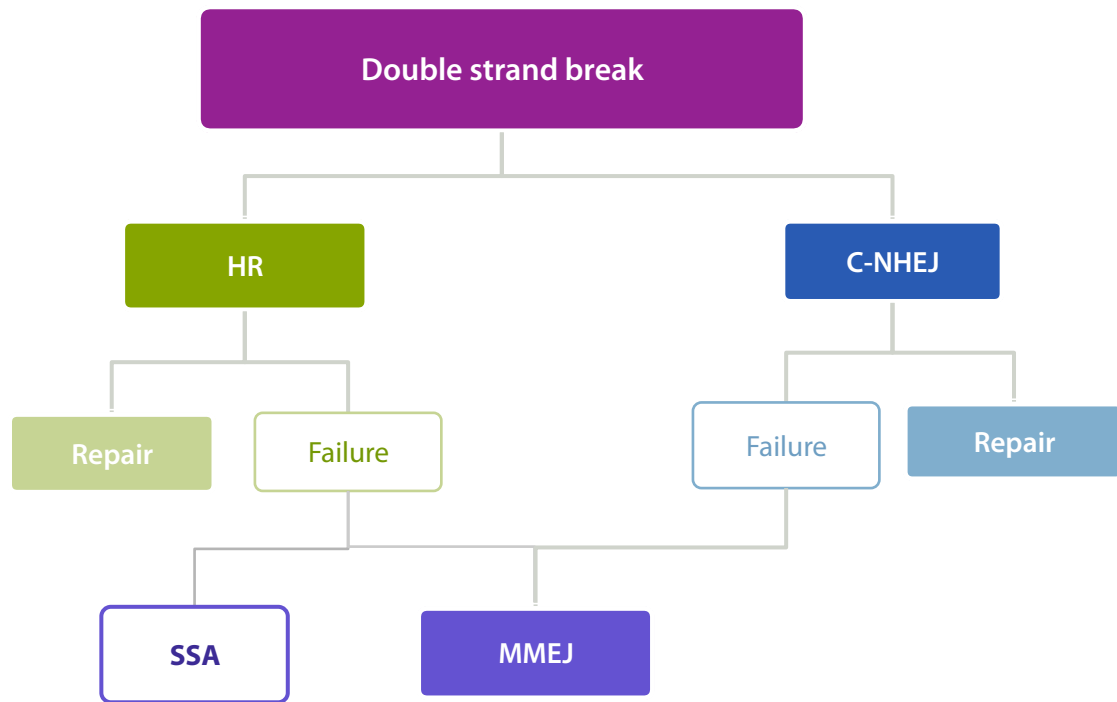 Double strand break
HR
C-NHEJ
Repair
Failure
Failure
Repair
SSA
MMEJ